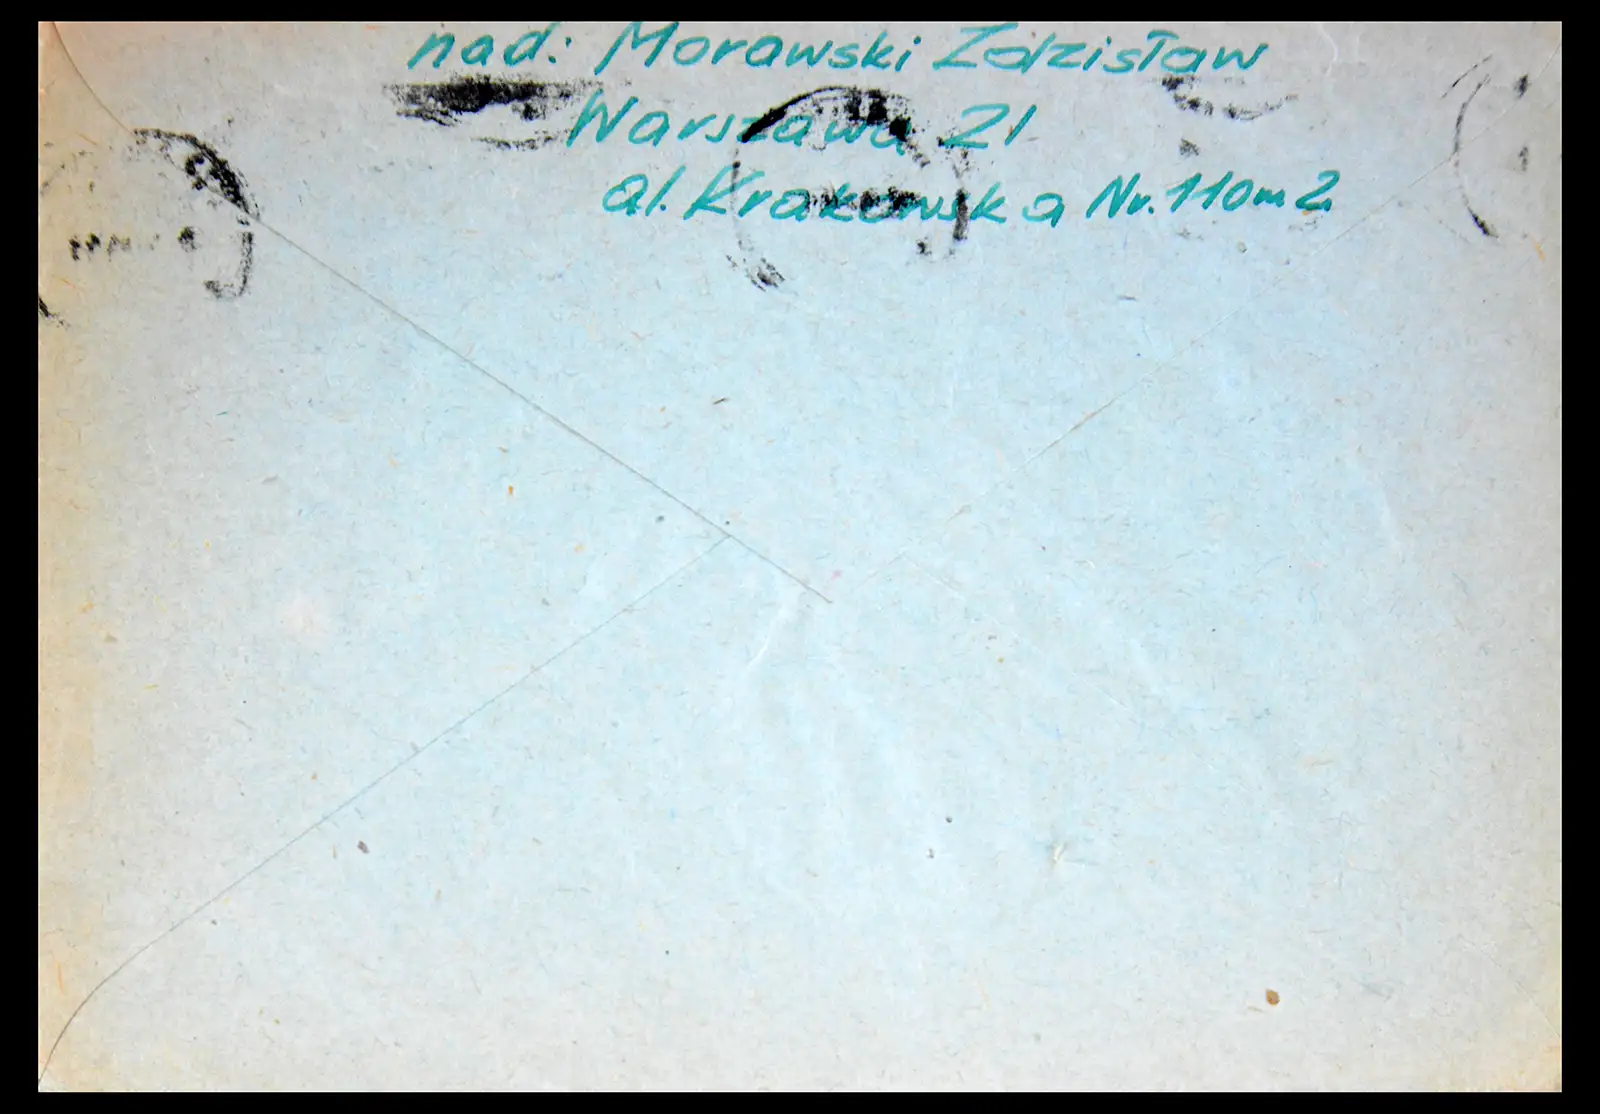 nad: Morawski Zdzisław
Warszawa 21
al. Krakowska Nr. 110 m 2